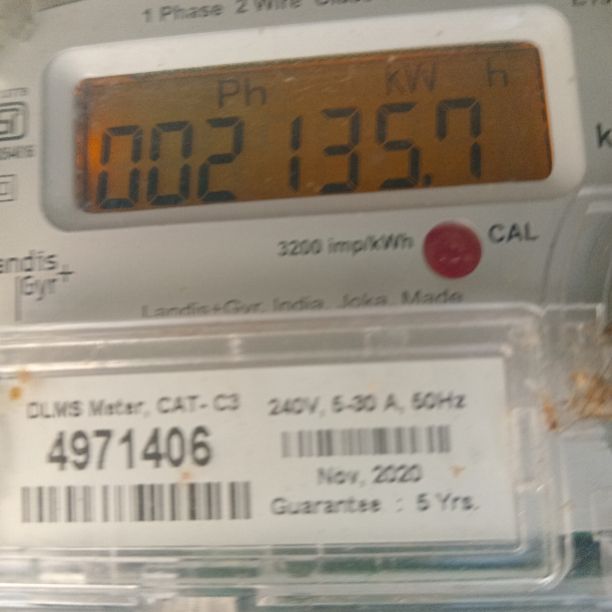 1 Phase 2 Wire
Ph kW h
002135.7
3200 imp/kWh CAL
Landis+Gyr, India, Joka, Made
DLMS Meter, CAT- C3
4971406
240V, 5-30 A, 50Hz
Nov, 2020
Guarantee : 5 Yrs.